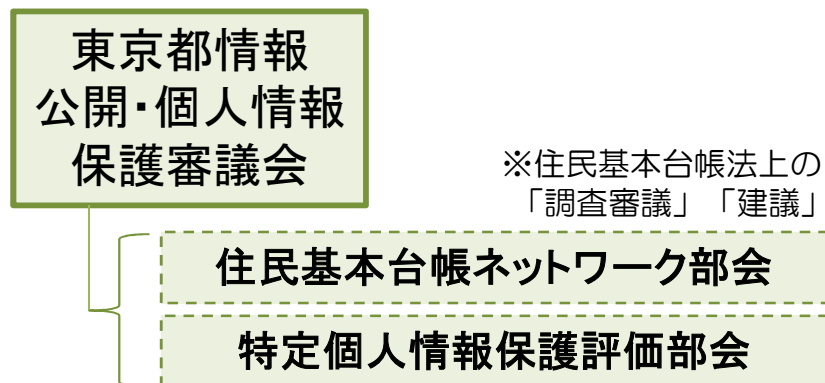 東京都情報
公開・個人情報
保護審議会
※住民基本台帳法上の
「調査審議」「建議」
住民基本台帳ネットワーク部会
特定個人情報保護評価部会